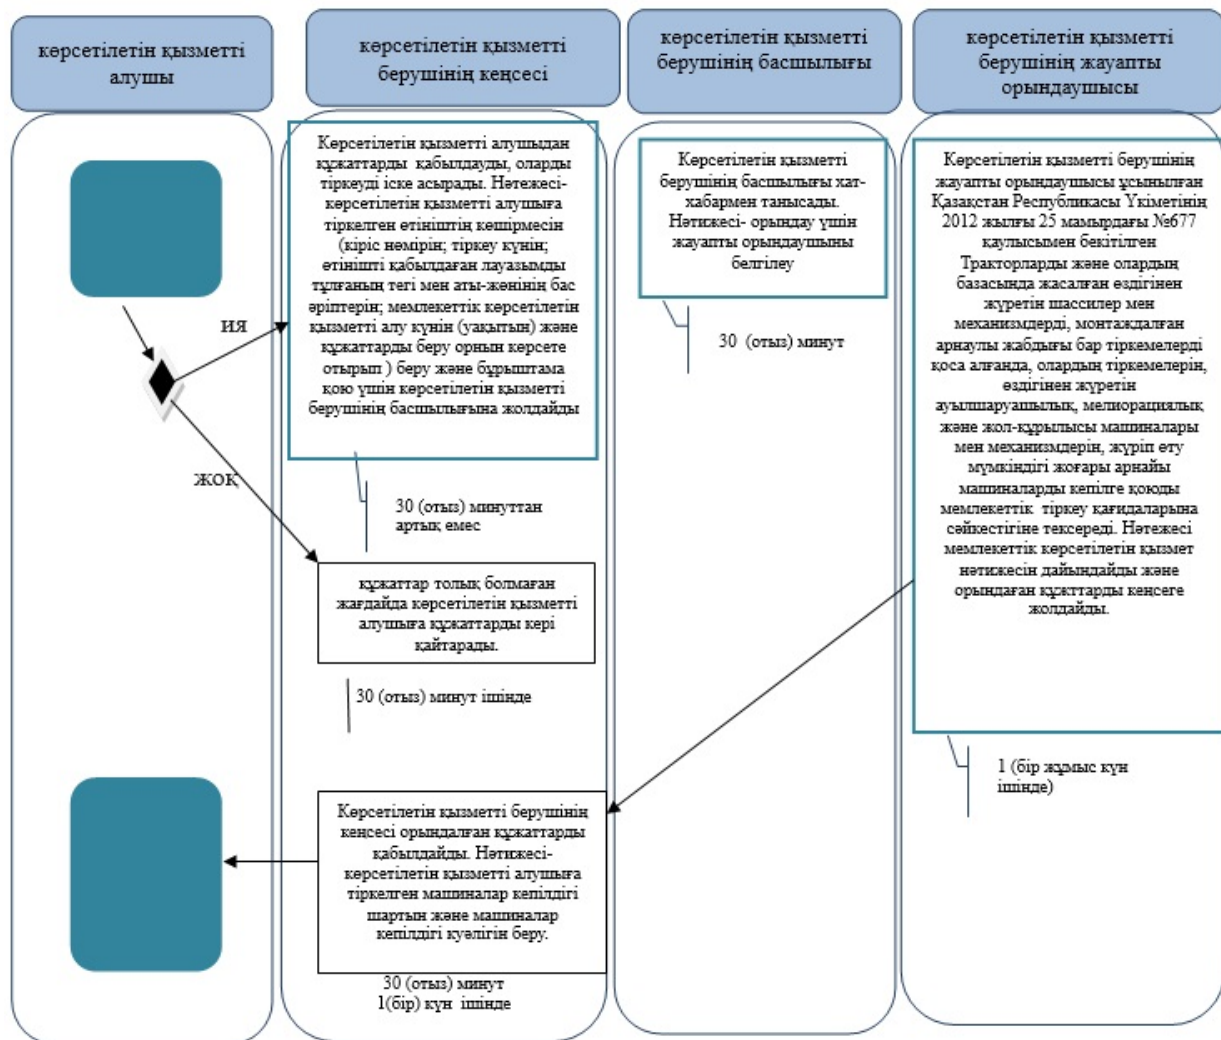 көрсетілетін қызметті
алушы
көрсетілетін қызметті
берушінің кеңсесі
көрсетілетін қызметті
берушінің басшылығы
көрсетілетін қызметті
берушінің жауапты
орындаушысы
Көрсетілетін қызметті алушыдан
құжаттарды қабылдауды, оларды
тіркеуді іске асырады. Нәтежесі-
көрсетілетін қызметті алушыға
тіркелген өтініштің көшірмесін
(кіріс нөмірін; тіркеу күнін;
өтінішті қабылдаған лауазымды
тұлғаның тегі мен аты-жөнінің бас
әріптерін; мемлекеттік көрсетілетін
қызметті алу күнін (уақытын) және
құжаттарды беру орнын көрсете
отырып ) беру және бұрыштама
қою үшін көрсетілетін қызметті
берушінің басшылығына жолдайды
ИЯ
ЖОҚ
30 (отыз) минуттан
артық емес
құжаттар толық болмаған
жағдайда көрсетілетін қызметті
алушыға құжаттарды кері
қайтарады.
30 (отыз) минут ішінде
Көрсетілетін қызметті берушінің
кеңсесі орындалған құжаттарды
қабылдайды. Нәтижесі-
көрсетілетін қызметті алушыға
тіркелген машиналар кепілдігі
шартын және машиналар
кепілдігі куәлігін беру.
30 (отыз) минут
1(бір) күн ішінде
Көрсетілетін қызметті
берушінің басшылығы хат-
хабармен танысады.
Нәтижесі- орындау үшін
жауапты орындаушыны
белгілеу
30 (отыз) минут
Көрсетілетін қызметті берушінің
жауапты орындаушысы ұсынылған
Қазақстан Республикасы Үкіметінің
2012 жылғы 25 мамырдағы №677
қаулысымен бекітілген
Тракторларды және олардың
базасында жасалған өздігінен
жүретін шассилер мен
механизмдерді, монтаждалған
арнаулы жабдығы бар тіркемелерді
қоса алғанда, олардың тіркемелерін,
өздігінен жүретін
ауылшаруашылық, мелиорациялық
және жол-құрылысы машиналары
мен механизмдерін, жүріп өту
мүмкіндігі жоғары арнайы
машиналарды кепілге қоюды
мемлекеттік тіркеу қағидаларына
сәйкестігіне тексереді. Нәтежесі
мемлекеттік көрсетілетін қызмет
нәтижесін дайындайды және
орындаған құжттарды кеңсеге
жолдайды.
1 (бір жұмыс күн
ішінде)